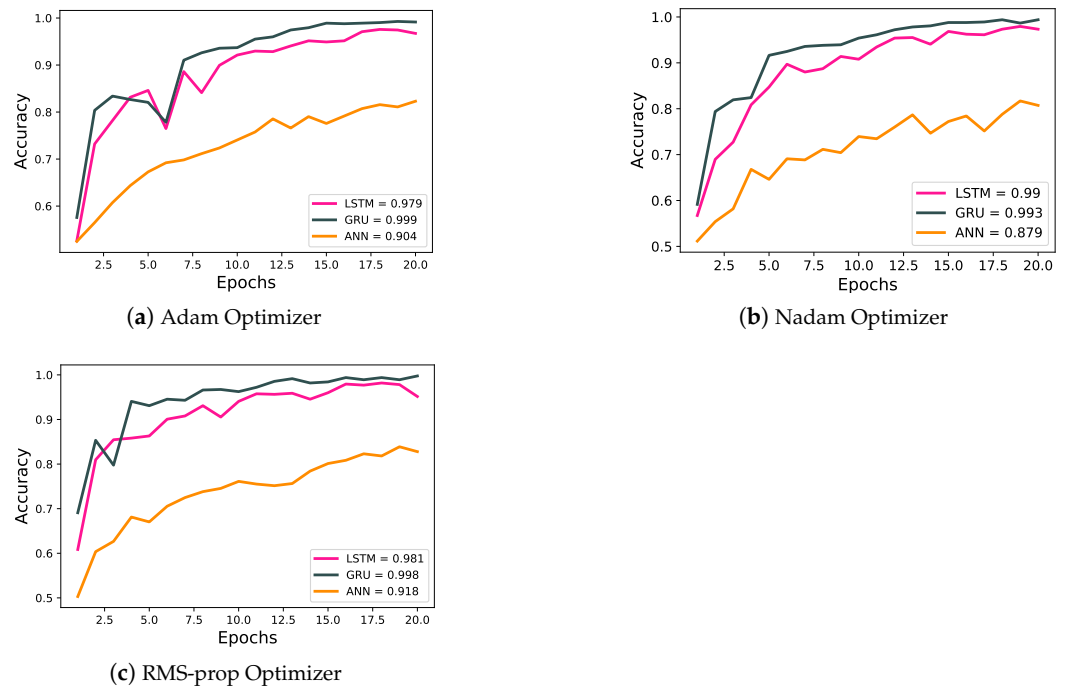 1.0
0.9
0.8
0.7
0.6
Accuracy
2.5 5.0 7.5 10.0 12.5 15.0 17.5 20.0
Epochs
LSTM = 0.979
GRU = 0.999
ANN = 0.904
(a) Adam Optimizer
1.0
0.9
0.8
0.7
0.6
0.5
Accuracy
2.5 5.0 7.5 10.0 12.5 15.0 17.5 20.0
Epochs
LSTM = 0.99
GRU = 0.993
ANN = 0.879
(b) Nadam Optimizer
1.0
0.9
0.8
0.7
0.6
0.5
Accuracy
2.5 5.0 7.5 10.0 12.5 15.0 17.5 20.0
Epochs
LSTM = 0.981
GRU = 0.998
ANN = 0.918
(c) RMS-prop Optimizer